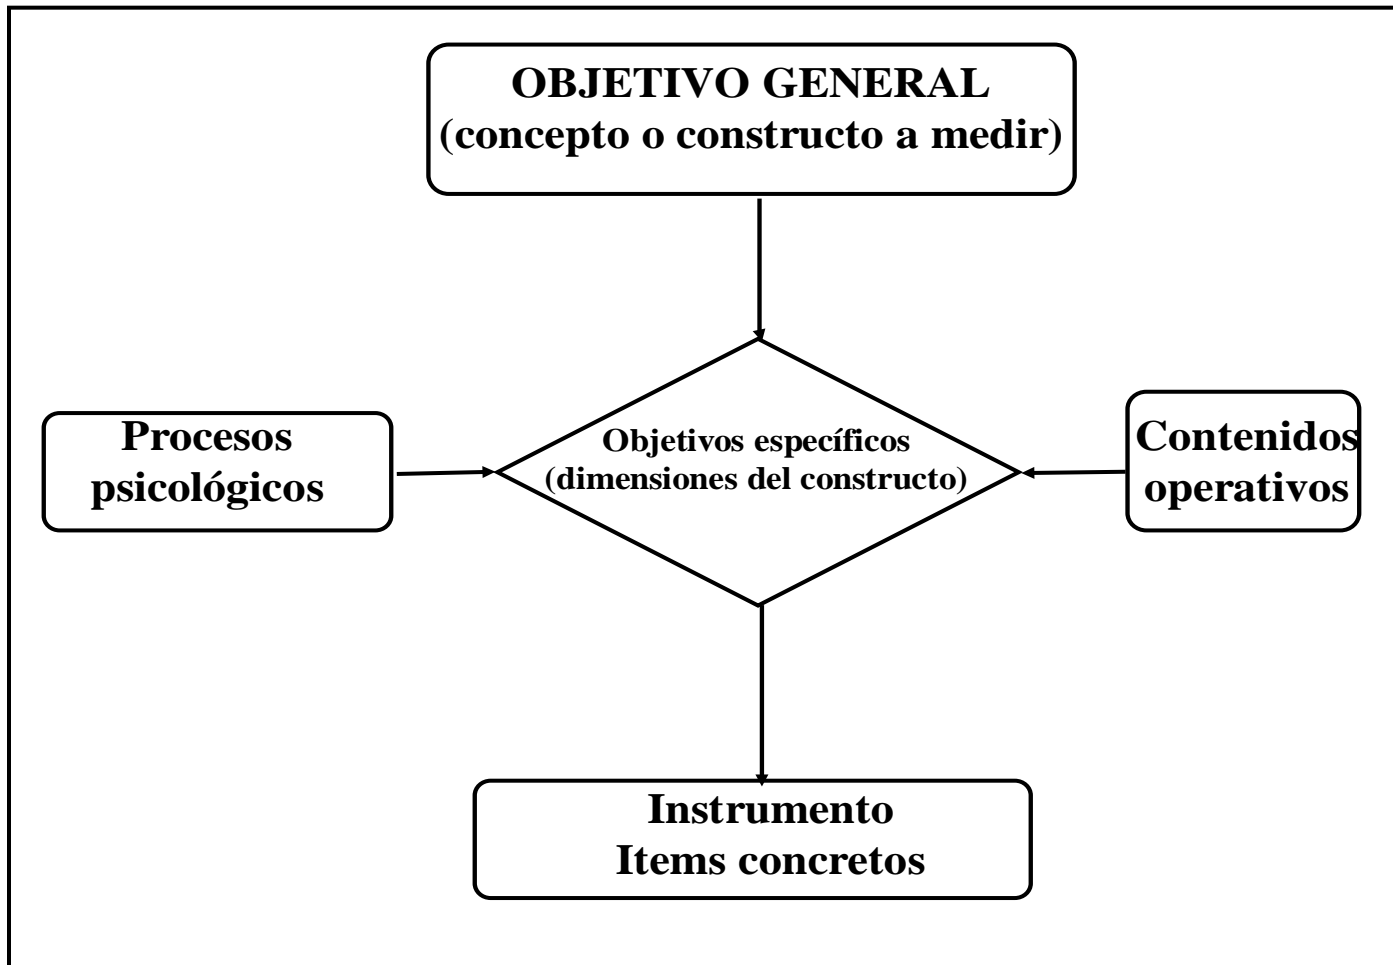 OBJETIVO GENERAL
(concepto o constructo a medir)
Procesos
psicológicos
Objetivos específicos
(dimensiones del constructo)
Contenidos
operativos
Instrumento
Items concretos